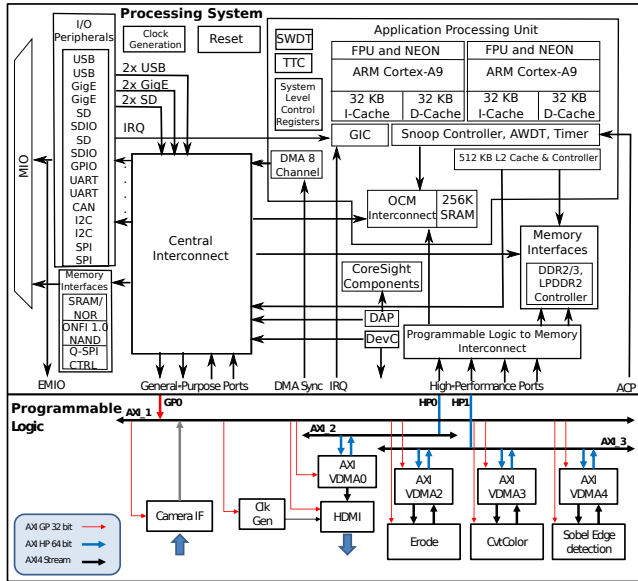 Processing System
I/O
Peripherals
USB
USB
GigE
GigE
SD
SDIO
SD
SDIO
GPIO
UART
UART
CAN
I2C
I2C
SPI
SPI
MIO
Memory
Interfaces
SRAM/
NOR
ONFI 1.0
NAND
Q-SPI
CTRL
EMIO
Clock
Generation
Reset
2x USB
2x GigE
2x SD
IRQ
Central
Interconnect
General-Purpose Ports
SWDT
TTC
System
Level
Control
Registers
DMA 8
Channel
Application Processing Unit
FPU and NEON
ARM Cortex-A9
32 KB
I-Cache
32 KB
D-Cache
FPU and NEON
ARM Cortex-A9
32 KB
I-Cache
32 KB
D-Cache
GIC
Snoop Controller, AWDT, Timer
512 KB L2 Cache & Controller
OCM
Interconnect
256K
SRAM
Memory
Interfaces
DDR2/3,
LPDDR2
Controller
CoreSight
Components
DAP
DevC
Programmable Logic to Memory
Interconnect
DMA Sync
IRQ
High-Performance Ports
ACP
Programmable
Logic
GP0
HP0
HP1
AXI_1
AXI_2
AXI_3
AXI
VDMA0
AXI
VDMA2
AXI
VDMA3
AXI
VDMA4
Camera IF
Clk
Gen
HDMI
Erode
CvtColor
Sobel Edge
detection
AXI GP 32 bit
AXI HP 64 bit
AXI4 Stream